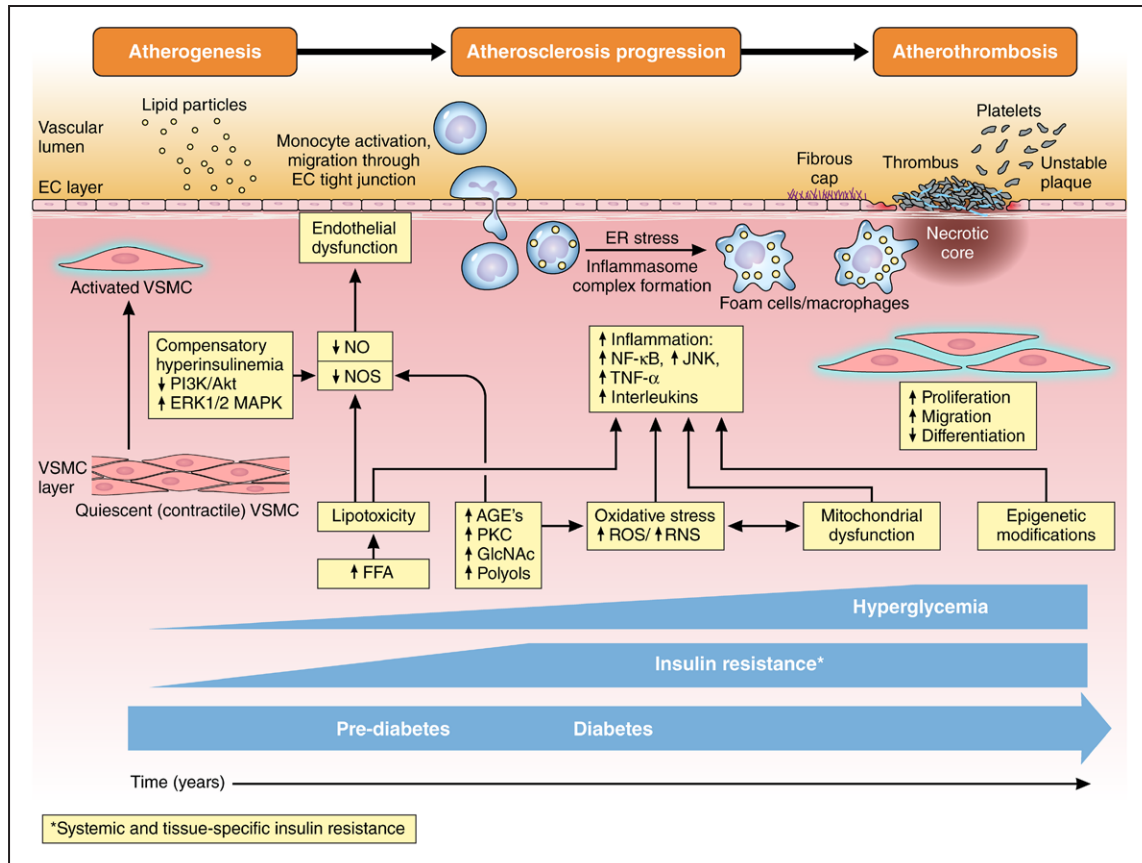 Atherogenesis
Atherosclerosis progression
Atherothrombosis
Lipid particles
Vascular
lumen
EC layer
Monocyte activation,
migration through
EC tight junction
Platelets
Fibrous
cap
Thrombus
Unstable
plaque
Endothelial
dysfunction
ER stress
Inflammasome
complex formation
Necrotic
core
Foam cells/macrophages
Activated VSMC
Compensatory
hyperinsulinemia
↓ PI3K/Akt
↑ ERK1/2 MAPK
↓ NO
↓ NOS
↑ Inflammation:
↑ NF-κB, ↑ JNK,
↑ TNF-α
↑ Interleukins
↑ Proliferation
↑ Migration
↓ Differentiation
VSMC
layer
Quiescent (contractile) VSMC
Lipotoxicity
↑ FFA
↑ AGE's
↑ PKC
↑ GlcNAc
↑ Polyols
Oxidative stress
↑ ROS/ ↑ RNS
Mitochondrial
dysfunction
Epigenetic
modifications
Hyperglycemia
Insulin resistance*
Pre-diabetes
Diabetes
Time (years)
*Systemic and tissue-specific insulin resistance